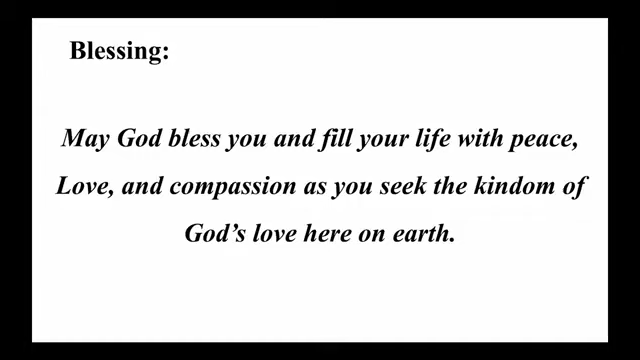 Blessing:
May God bless you and fill your life with peace,
Love, and compassion as you seek the kindom of
God’s love here on earth.